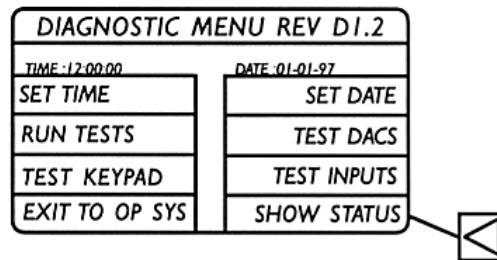 DIAGNOSTIC MENU REV D1.2
TIME :12:00:00 DATE :01-01-97
SET TIME SET DATE
RUN TESTS TEST DACS
TEST KEYPAD TEST INPUTS
EXIT TO OP SYS SHOW STATUS